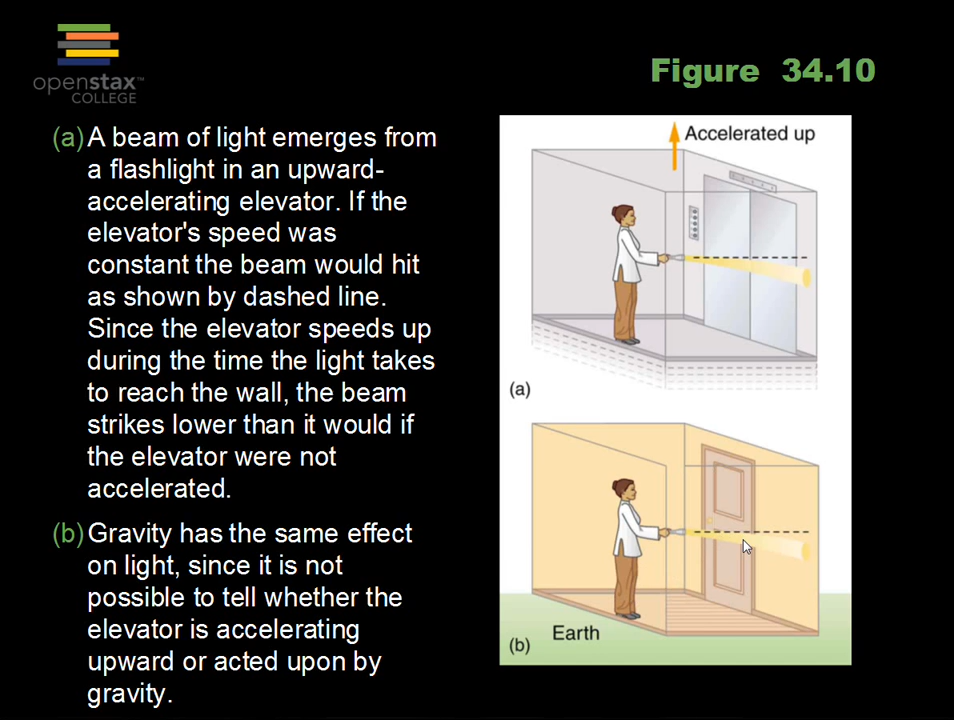 openstax™
COLLEGE
Figure 34.10
(a) A beam of light emerges from
a flashlight in an upward-
accelerating elevator. If the
elevator's speed was
constant the beam would hit
as shown by dashed line.
Since the elevator speeds up
during the time the light takes
to reach the wall, the beam
strikes lower than it would if
the elevator were not
accelerated.
(b) Gravity has the same effect
on light, since it is not
possible to tell whether the
elevator is accelerating
upward or acted upon by
gravity.
Accelerated up
(a)
Earth
(b)